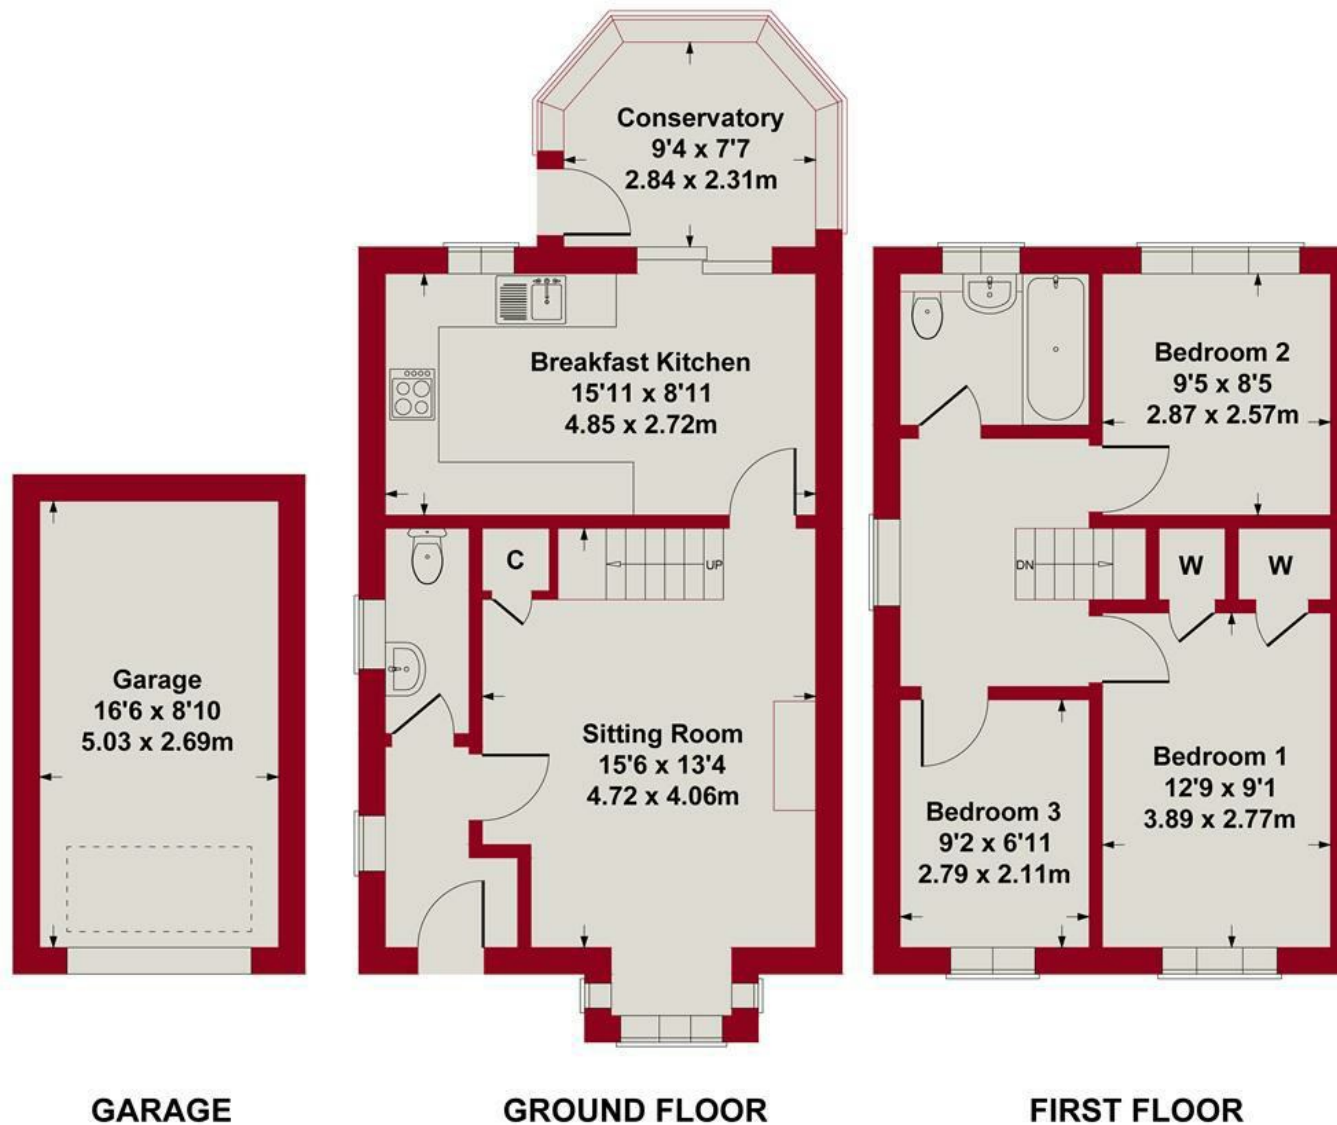 Conservatory
9'4 x 7'7
2.84 x 2.31m
Breakfast Kitchen
15'11 x 8'11
4.85 x 2.72m
Bedroom 2
9'5 x 8'5
2.87 x 2.57m
C
UP
DN
W
W
Garage
16'6 x 8'10
5.03 x 2.69m
Sitting Room
15'6 x 13'4
4.72 x 4.06m
Bedroom 3
9'2 x 6'11
2.79 x 2.11m
Bedroom 1
12'9 x 9'1
3.89 x 2.77m
GARAGE
GROUND FLOOR
FIRST FLOOR